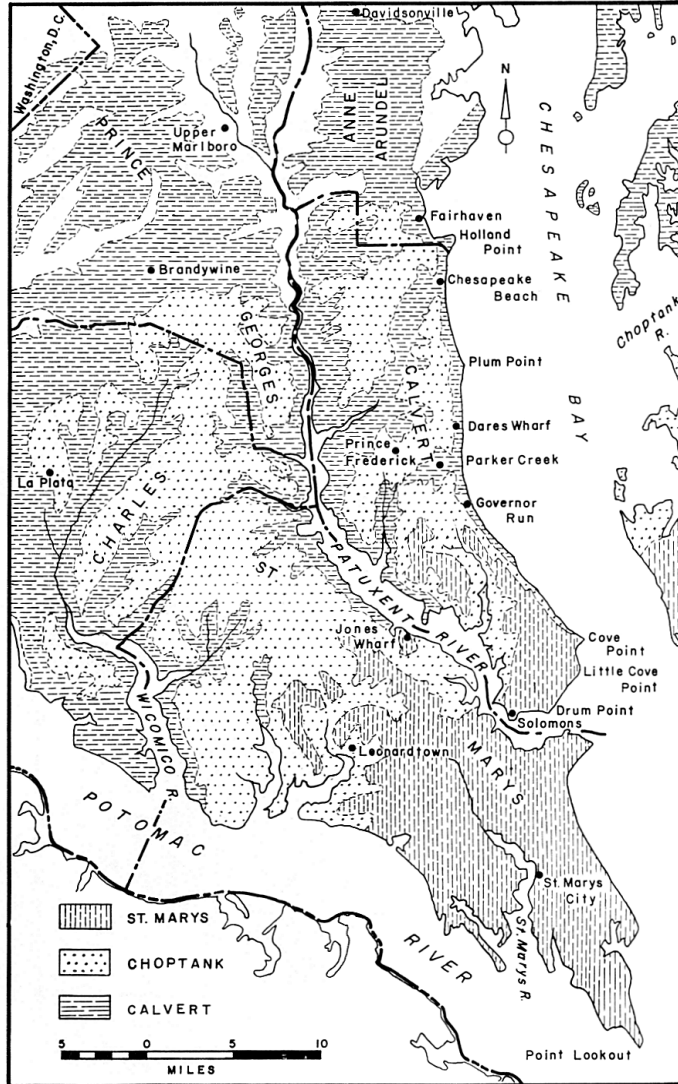 Davidsonville
Washington, D.C.
N
PRINCE
Upper
Marlboro
ANNE
ARUNDEL
CHESAPEAKE
BAY
Fairhaven
Holland
Point
Brandywine
Chesapeake
Beach
Choptank
R.
GEORGES
Plum Point
CALVERT
Dares Wharf
Prince
Frederick
Parker Creek
La Plata
Governor
Run
CHARLES
ST
PATUXENT RIVER
Jones
Wharf
Cove
Point
Little Cove
Point
Drum Point
Solomons
WICOMICO R.
Leonardtown
MARYS
POTOMAC
RIVER
St. Marys
City
St. Marys R.
ST. MARYS
CHOPTANK
CALVERT
5 0 5 10
MILES
Point Lookout